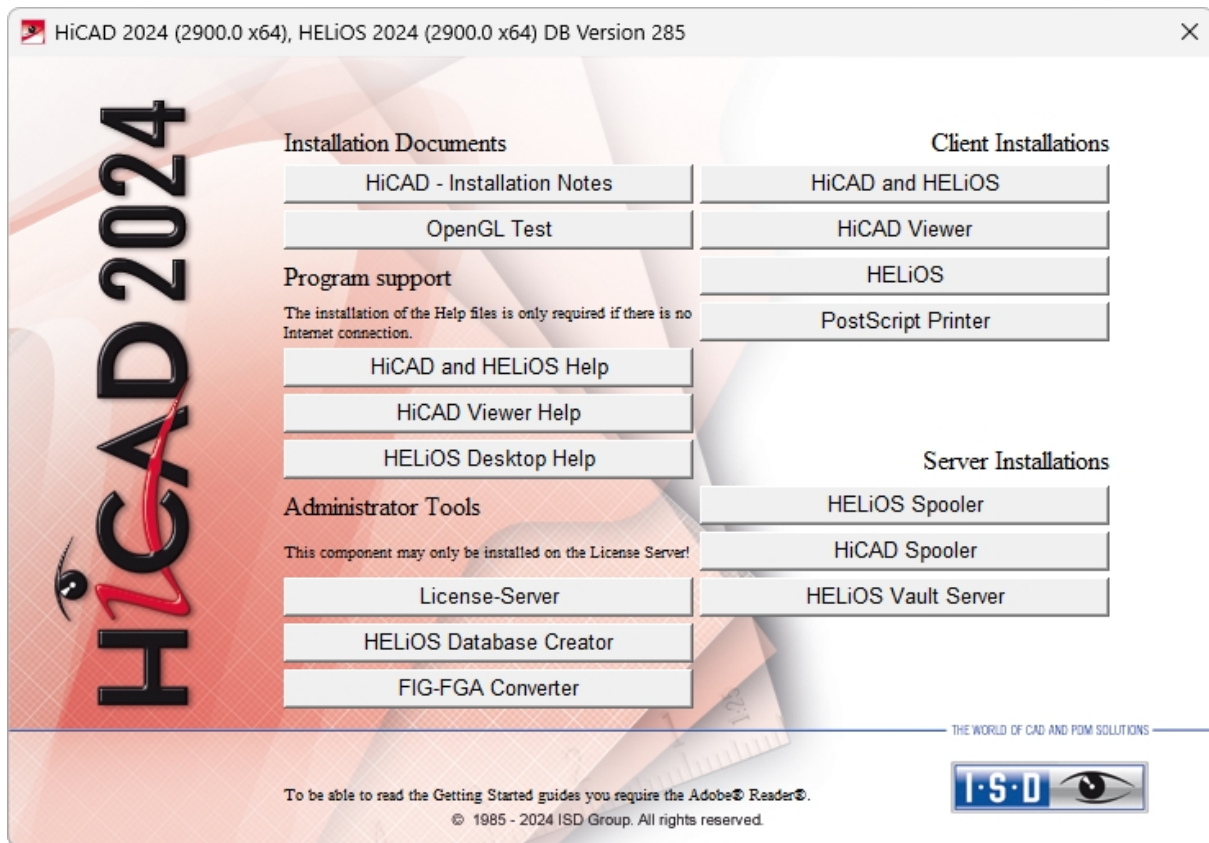 HiCAD 2024 (2900.0 x64), HELiOS 2024 (2900.0 x64) DB Version 285
HiCAD 2024
Installation Documents
HiCAD - Installation Notes
OpenGL Test
Program support
The installation of the Help files is only required if there is no
Internet connection.
HiCAD and HELiOS Help
HiCAD Viewer Help
HELiOS Desktop Help
Administrator Tools
This component may only be installed on the License Server!
License-Server
HELiOS Database Creator
FIG-FGA Converter
Client Installations
HiCAD and HELiOS
HiCAD Viewer
HELiOS
PostScript Printer
Server Installations
HELiOS Spooler
HiCAD Spooler
HELiOS Vault Server
THE WORLD OF CAD AND PDM SOLUTIONS
I·S·D
To be able to read the Getting Started guides you require the Adobe® Reader®.
© 1985 - 2024 ISD Group. All rights reserved.